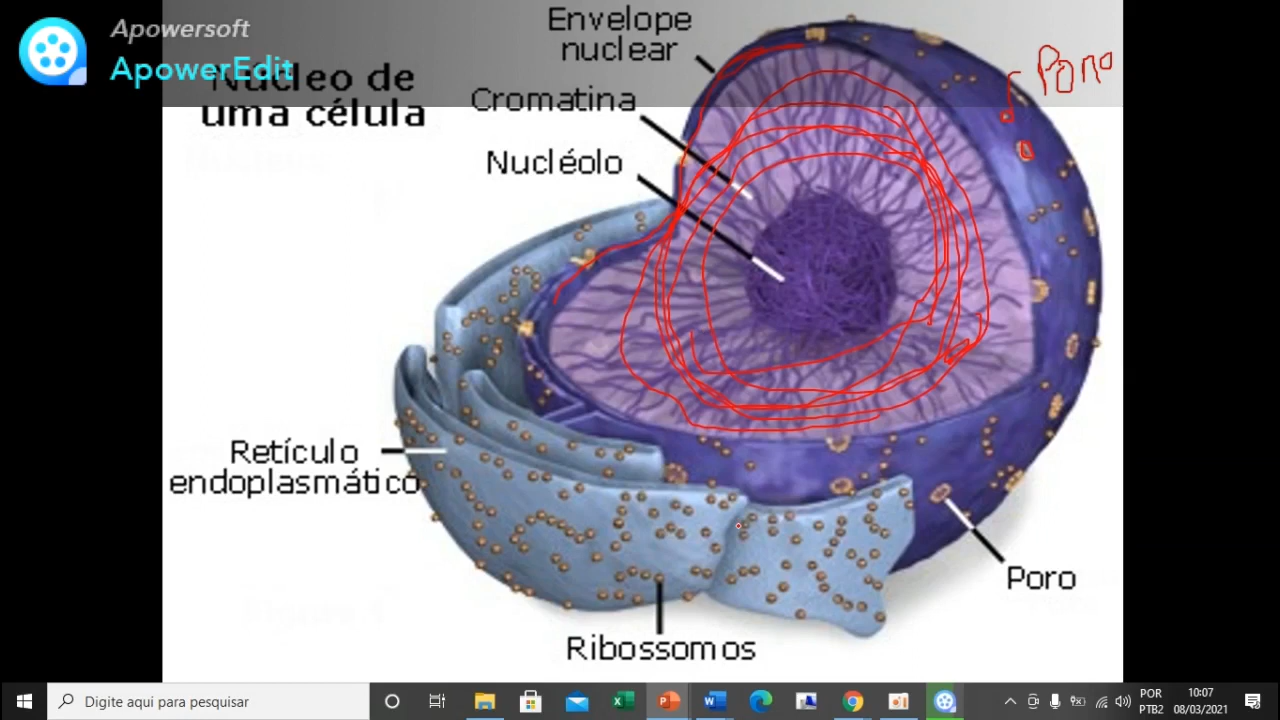 Apowersoft
ApowerEdit
Núcleo de
uma célula
Envelope
nuclear
Cromatina
Nucléolo
Poro
Retículo
endoplasmático
Poro
Ribossomos
Digite aqui para pesquisar
POR
PTB2
10:07
08/03/2021